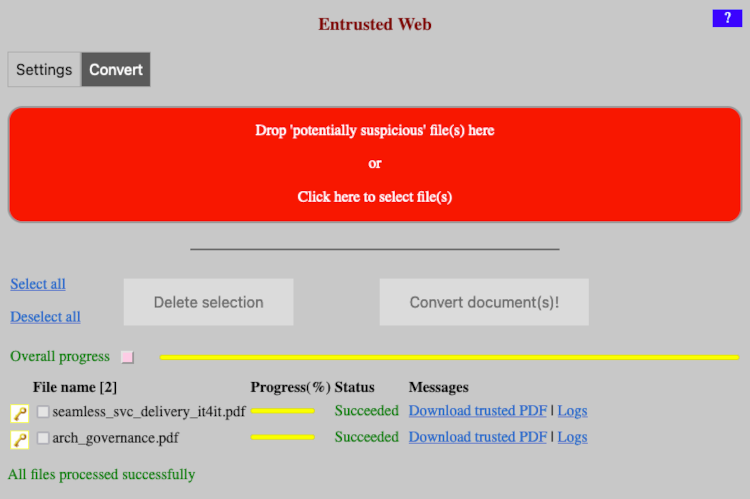 Entrusted Web
?
Settings Convert
Drop 'potentially suspicious' file(s) here
or
Click here to select file(s)
Select all
Deselect all
Delete selection
Convert document(s)!
Overall progress
File name [2] Progress(%) Status Messages
seamless_svc_delivery_it4it.pdf Succeeded Download trusted PDF | Logs
arch_governance.pdf Succeeded Download trusted PDF | Logs
All files processed successfully